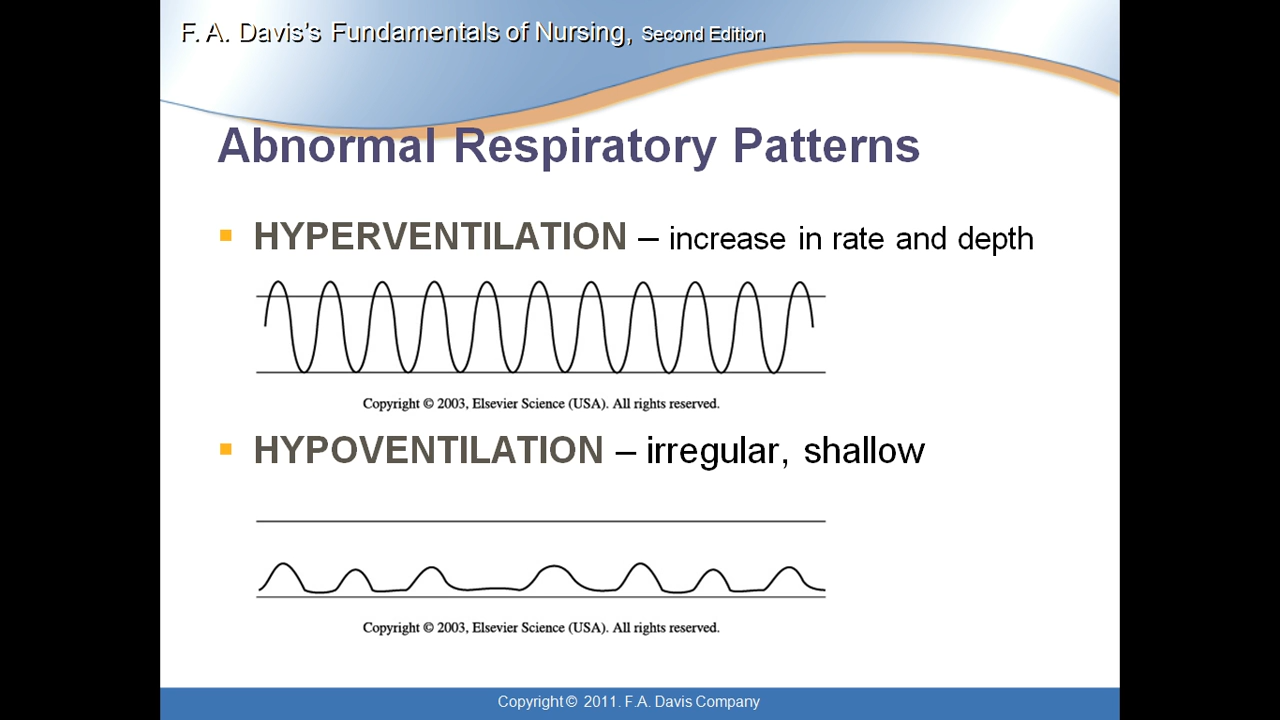 F. A. Davis's Fundamentals of Nursing, Second Edition
Abnormal Respiratory Patterns
HYPERVENTILATION – increase in rate and depth
Copyright © 2003, Elsevier Science (USA). All rights reserved.
HYPOVENTILATION – irregular, shallow
Copyright © 2003, Elsevier Science (USA). All rights reserved.
Copyright © 2011. F.A. Davis Company